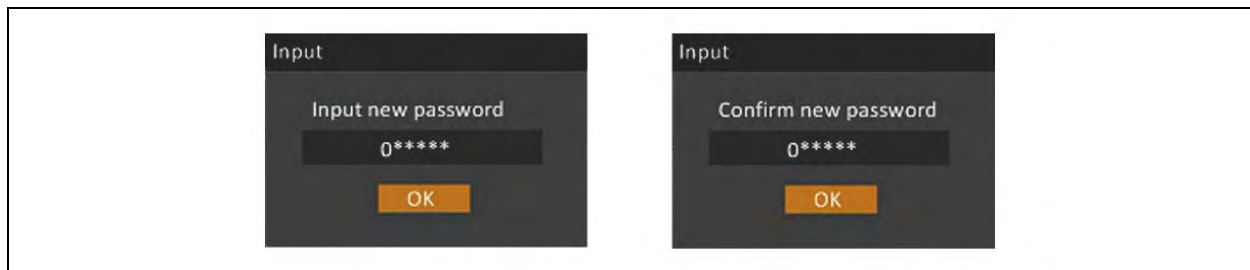 Input
Input new password
0*****
OK
Input
Confirm new password
0*****
OK